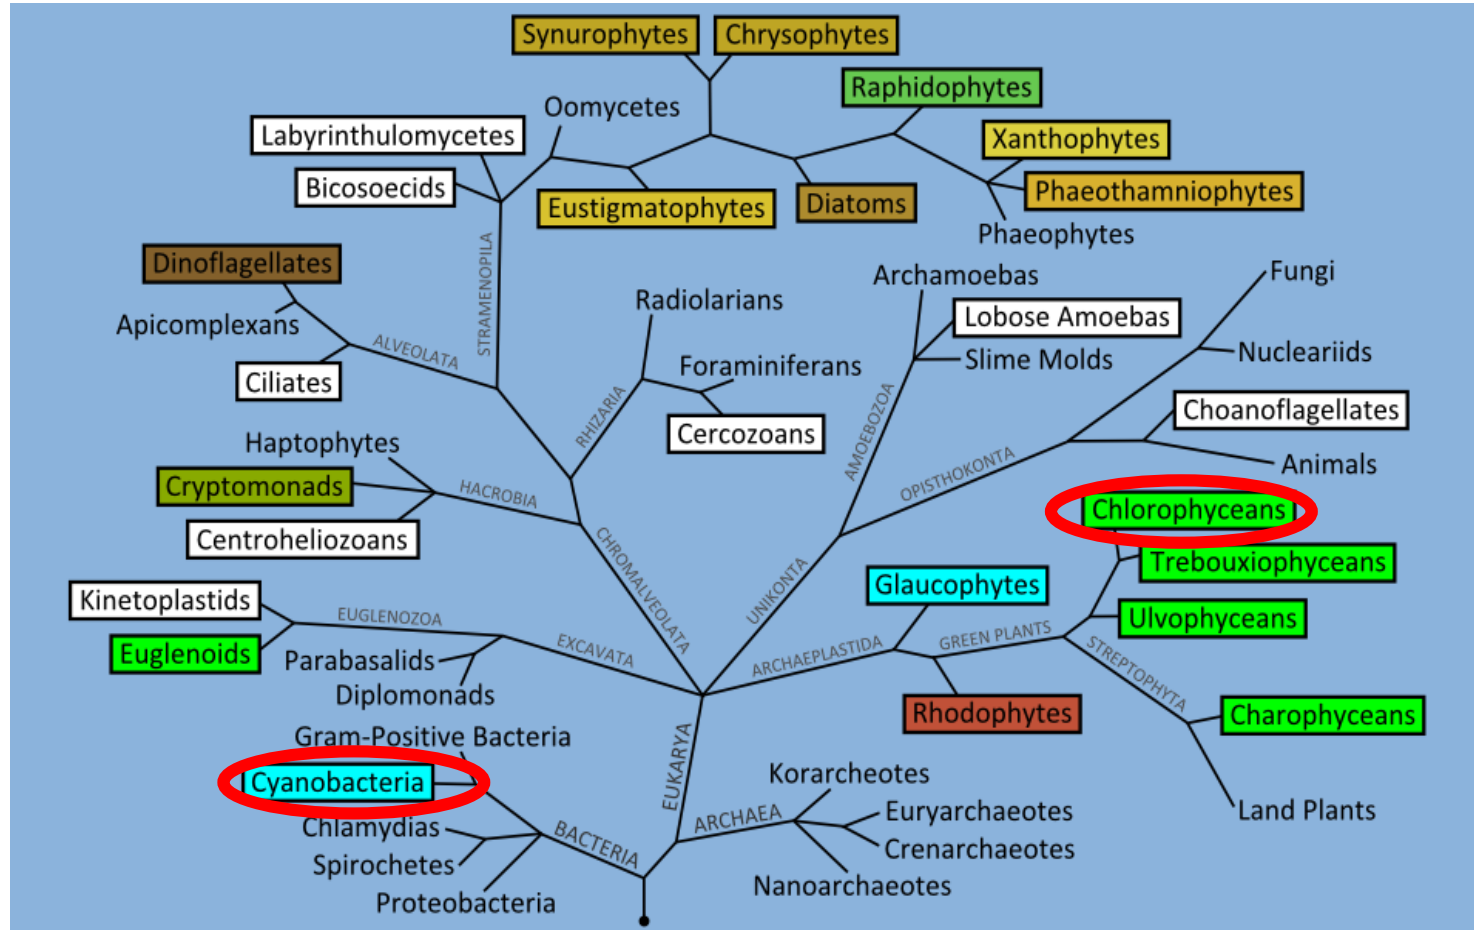 Synurophytes
Chrysophytes
Raphidophytes
Oomycetes
Labyrinthulomycetes
Xanthophytes
Bicosoecids
Phaeothamniophytes
Eustigmatophytes
Diatoms
Phaeophytes
Dinoflagellates
STRAMENOPILA
Archamoebas
Fungi
Radiolarians
Apicomplexans
Lobose Amoebas
ALVEOLATA
Nucleariids
Slime Molds
Foraminiferans
Ciliates
RHIZARIA
Choanoflagellates
Cercozoans
AMOEBOZOA
Haptophytes
Animals
OPISTHOKONTA
Cryptomonads
HACROBIA
Chlorophyceans
Centroheliozoans
CHROMALVEOLATA
Trebouxiophyceans
UNIKONTA
Glaucophytes
Kinetoplastids
EUGLENOZOA
Ulvophyceans
GREEN PLANTS
Euglenoids
EXCAVATA
ARCHAEPLASTIDA
Parabasalids
STREPTOPHYTA
Diplomonads
Rhodophytes
Charophyceans
Gram-Positive Bacteria
EUKARYA
Cyanobacteria
Korarcheotes
Euryarchaeotes
Land Plants
ARCHAEA
Chlamydias
BACTERIA
Crenarchaeotes
Spirochetes
Nanoarchaeotes
Proteobacteria